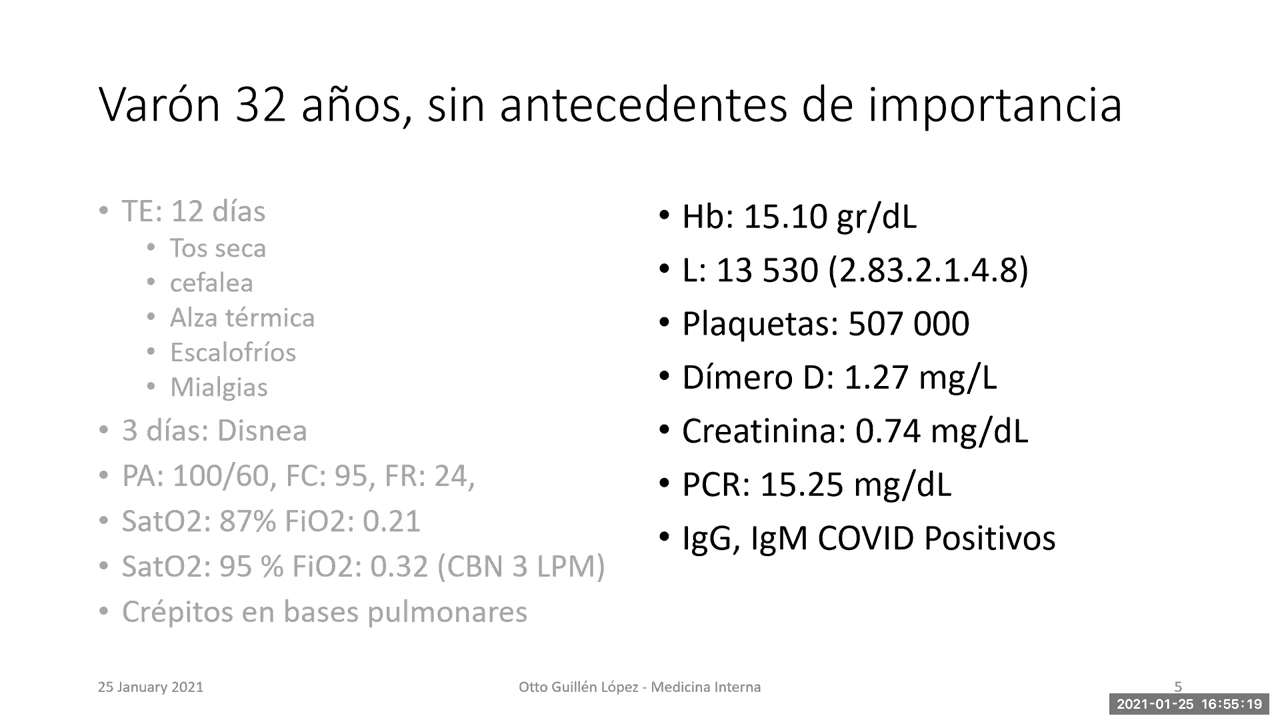 Varón 32 años, sin antecedentes de importancia
• TE: 12 días
• Tos seca
• cefalea
• Alza térmica
• Escalofríos
• Mialgias
• 3 días: Disnea
• PA: 100/60, FC: 95, FR: 24,
• SatO2: 87% FiO2: 0.21
• SatO2: 95 % FiO2: 0.32 (CBN 3 LPM)
• Crépitos en bases pulmonares
• Hb: 15.10 gr/dL
• L: 13 530 (2.83.2.1.4.8)
• Plaquetas: 507 000
• Dímero D: 1.27 mg/L
• Creatinina: 0.74 mg/dL
• PCR: 15.25 mg/dL
• IgG, IgM COVID Positivos
25 January 2021
Otto Guillén López - Medicina Interna
5
2021-01-25 16:55:19